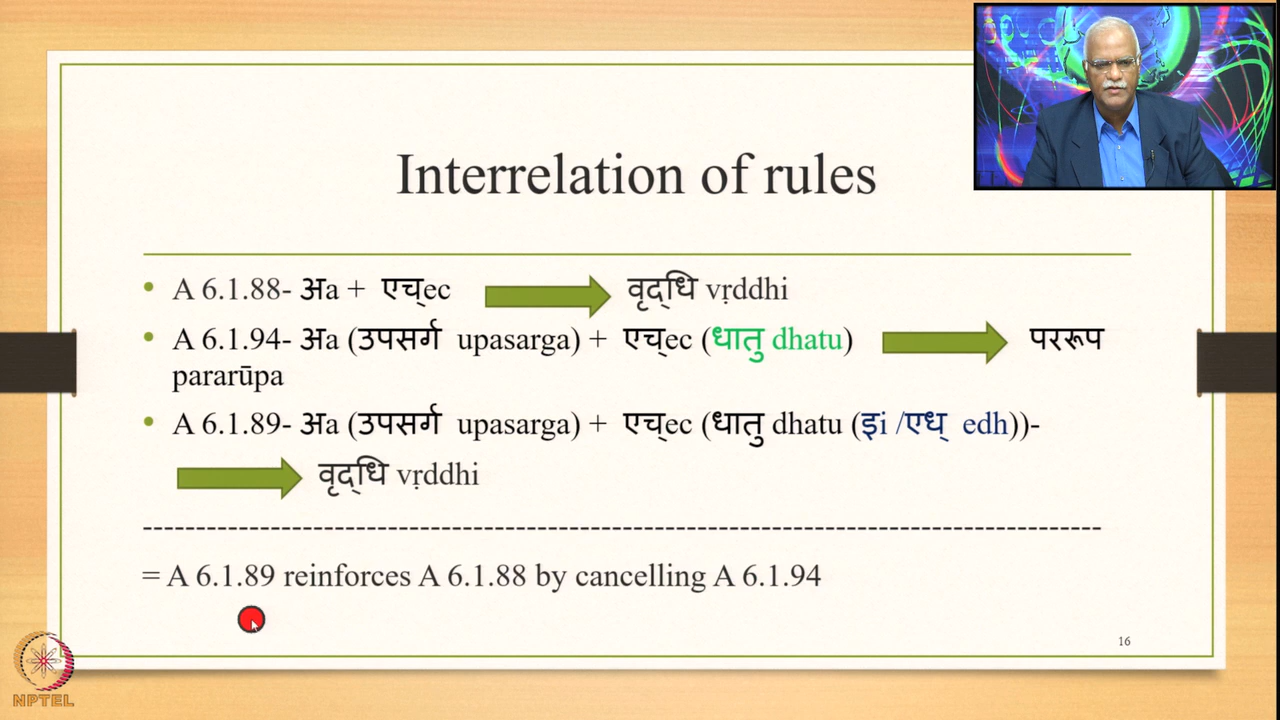 Interrelation of rules
• A 6.1.88- अa + एच्ec वृद्धि vṛddhi
• A 6.1.94- अa (उपसर्ग upasarga) + एच्ec (धातु dhatu) पररूप
pararūpa
• A 6.1.89- अa (उपसर्ग upasarga) + एच्ec (धातु dhatu (इi /एध् edh))-
वृद्धि vṛddhi
= A 6.1.89 reinforces A 6.1.88 by cancelling A 6.1.94
16
NPTEL